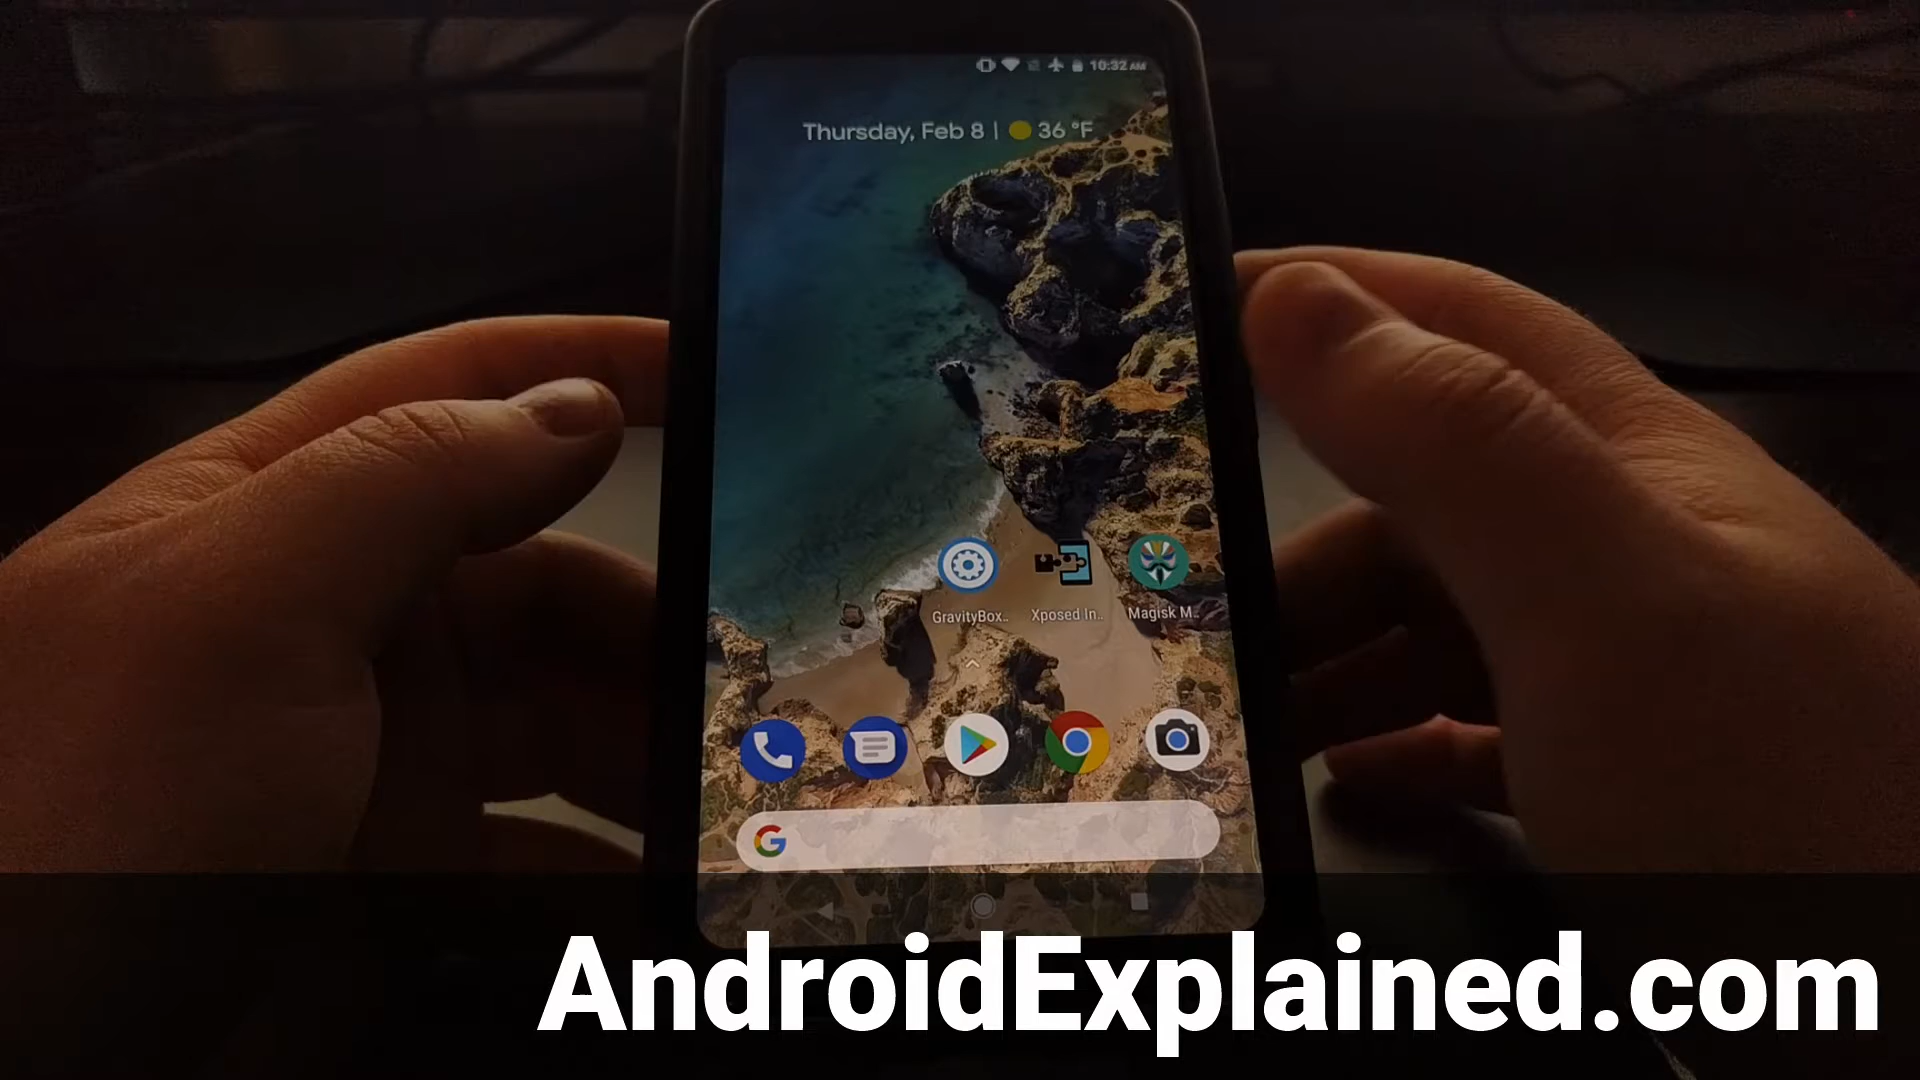 10:32 AM
Thursday, Feb 8 | 36 °F
GravityBox.. Xposed In.. Magisk M..
G
AndroidExplained.com